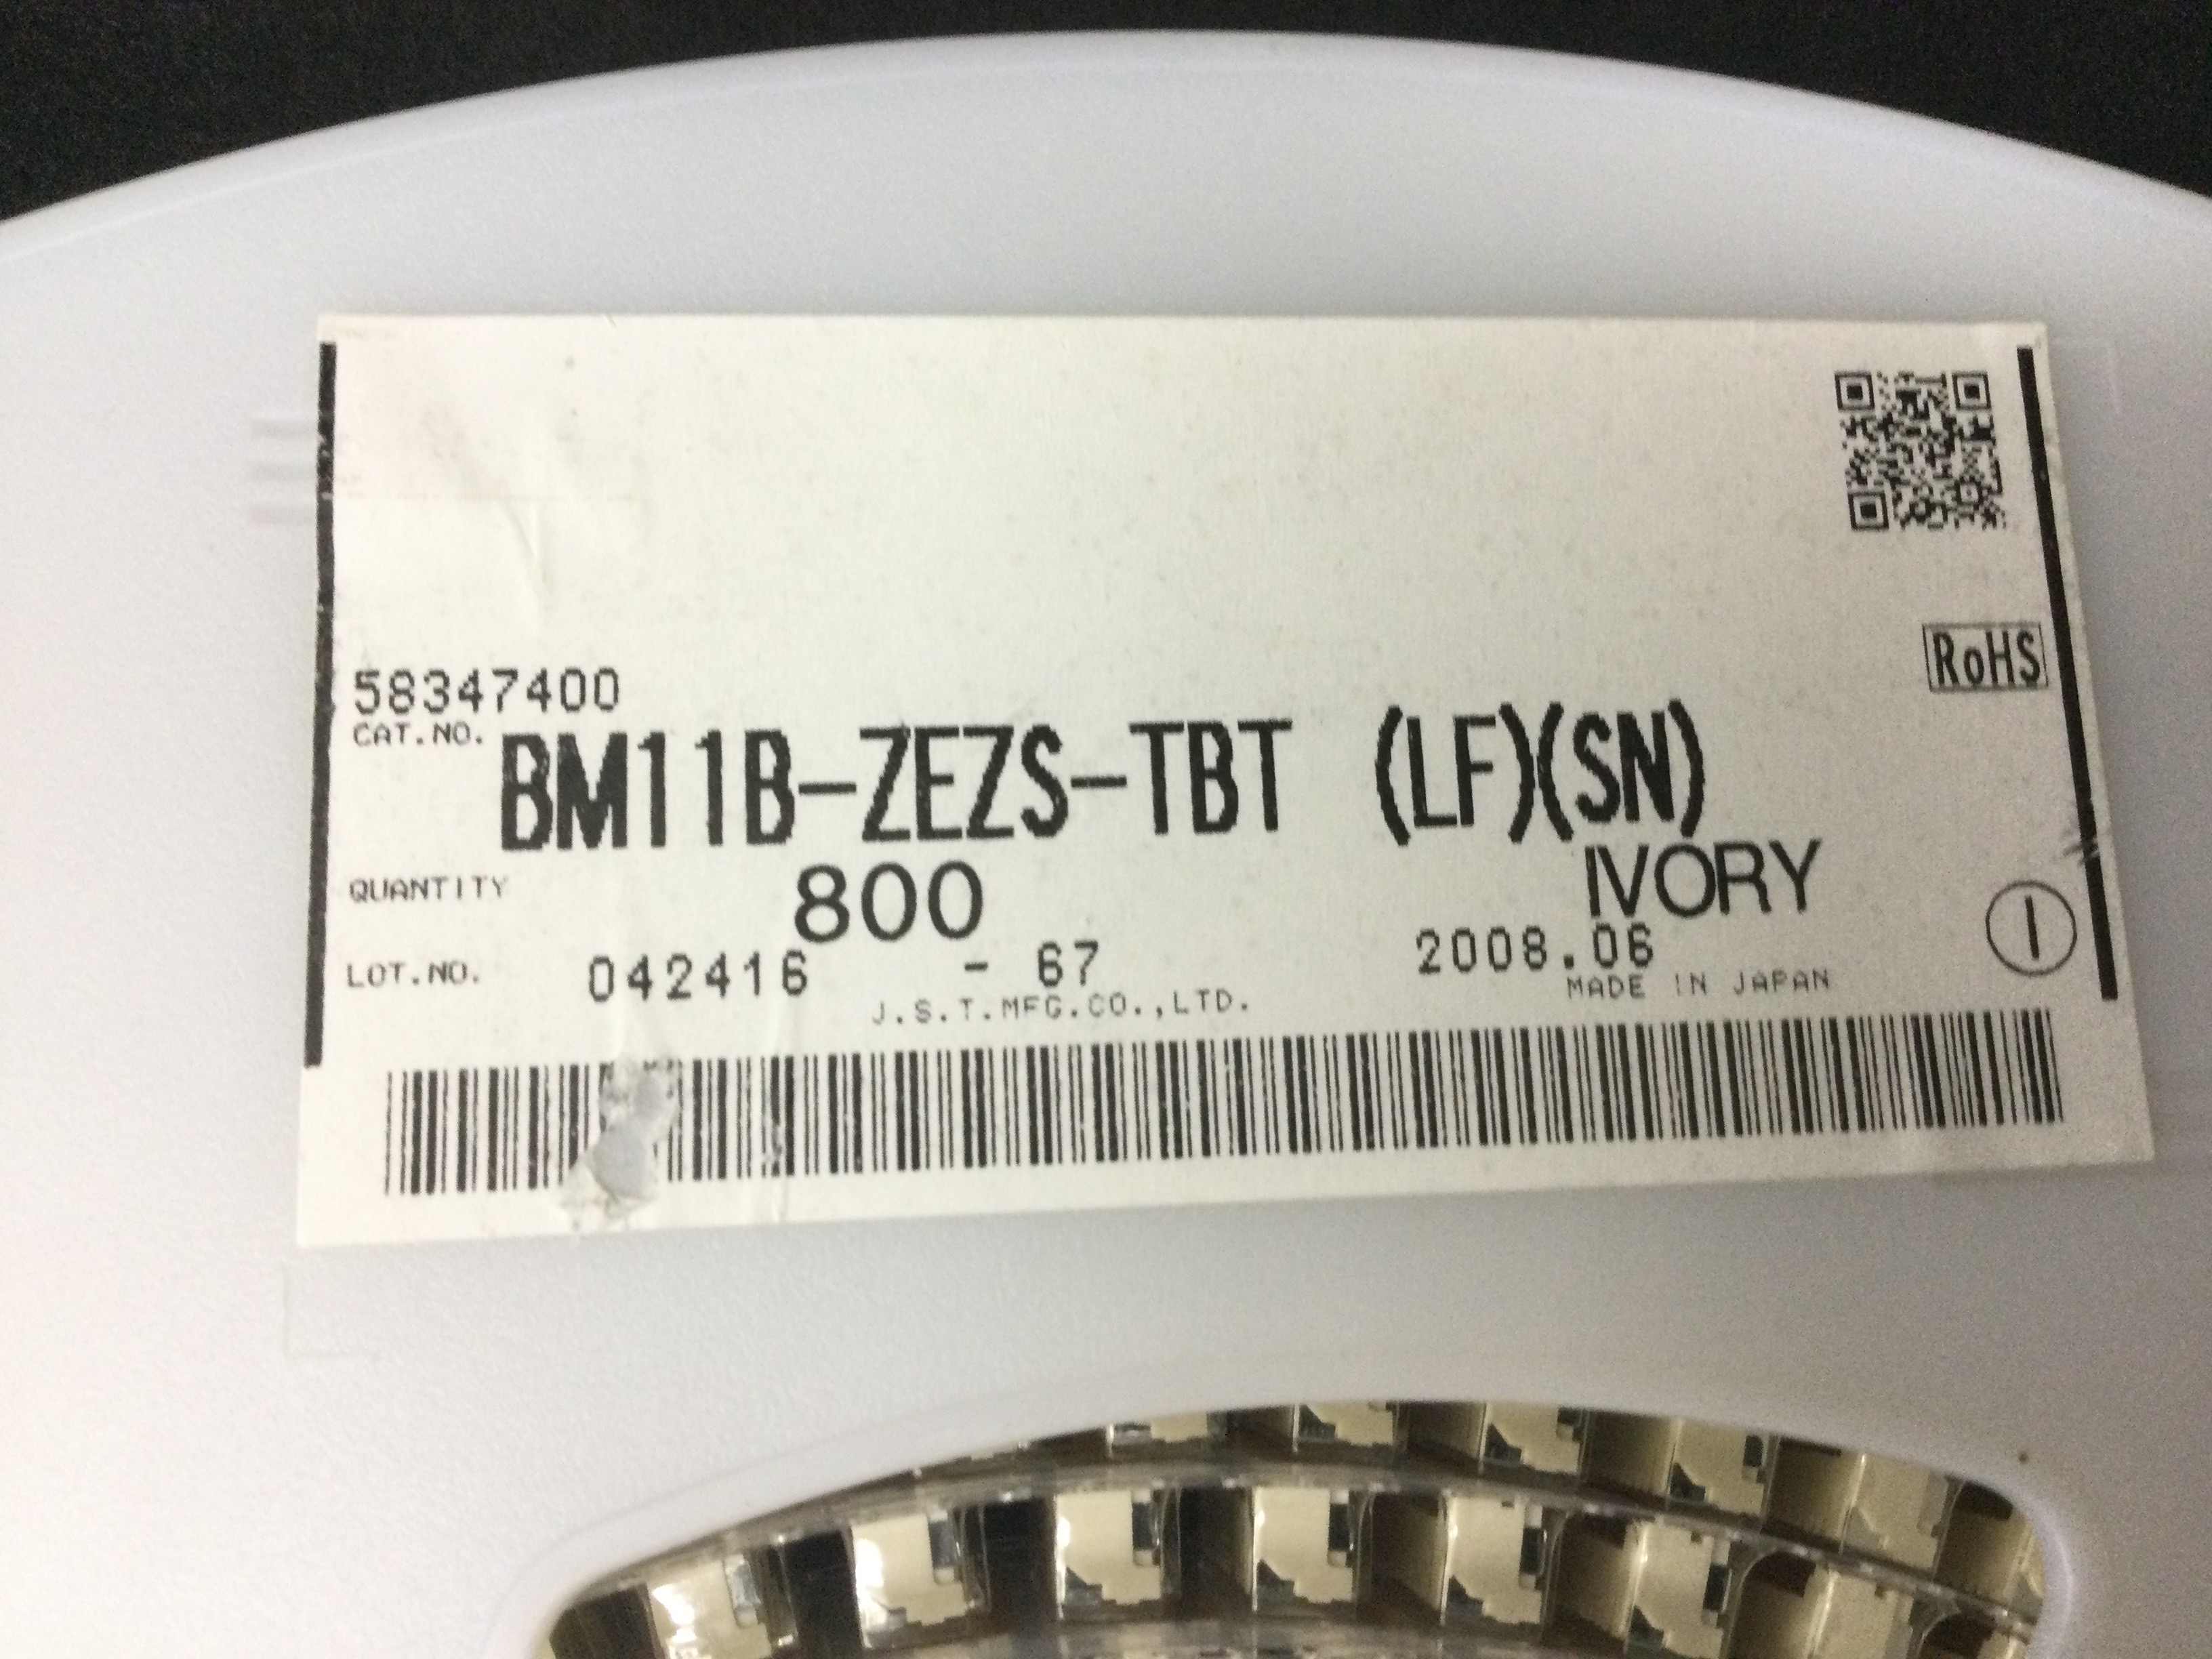 RoHS
58347400
CAT.NO. BM11B-ZEZS-TBT (LF)(SN)
QUANTITY 800 IVORY
LOT.NO. 042416 - 67 2008.06
J.S.T.MFG.CO.,LTD. MADE IN JAPAN